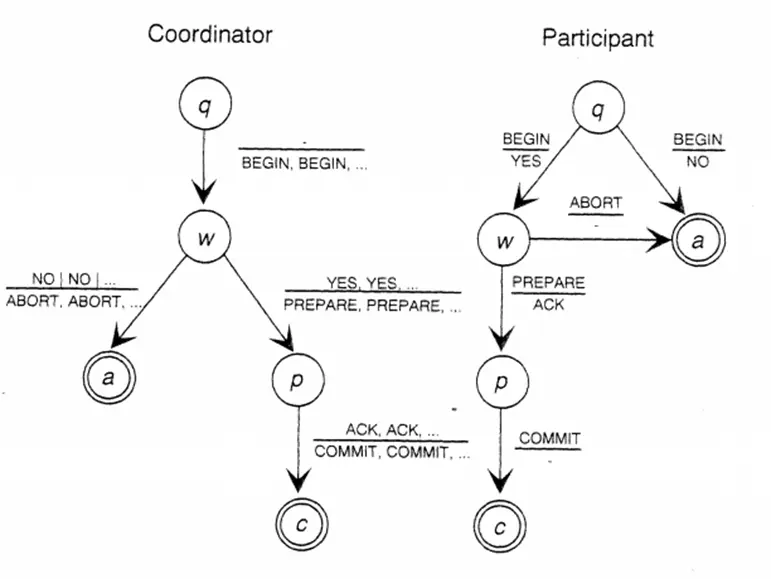 Coordinator
Participant
q
BEGIN, BEGIN, ...
w
NO | NO | ...
ABORT, ABORT, ...
YES, YES, ...
PREPARE, PREPARE, ...
a
p
ACK, ACK, ...
COMMIT, COMMIT, ...
c
q
BEGIN
YES
BEGIN
NO
ABORT
w
a
PREPARE
ACK
p
COMMIT
c